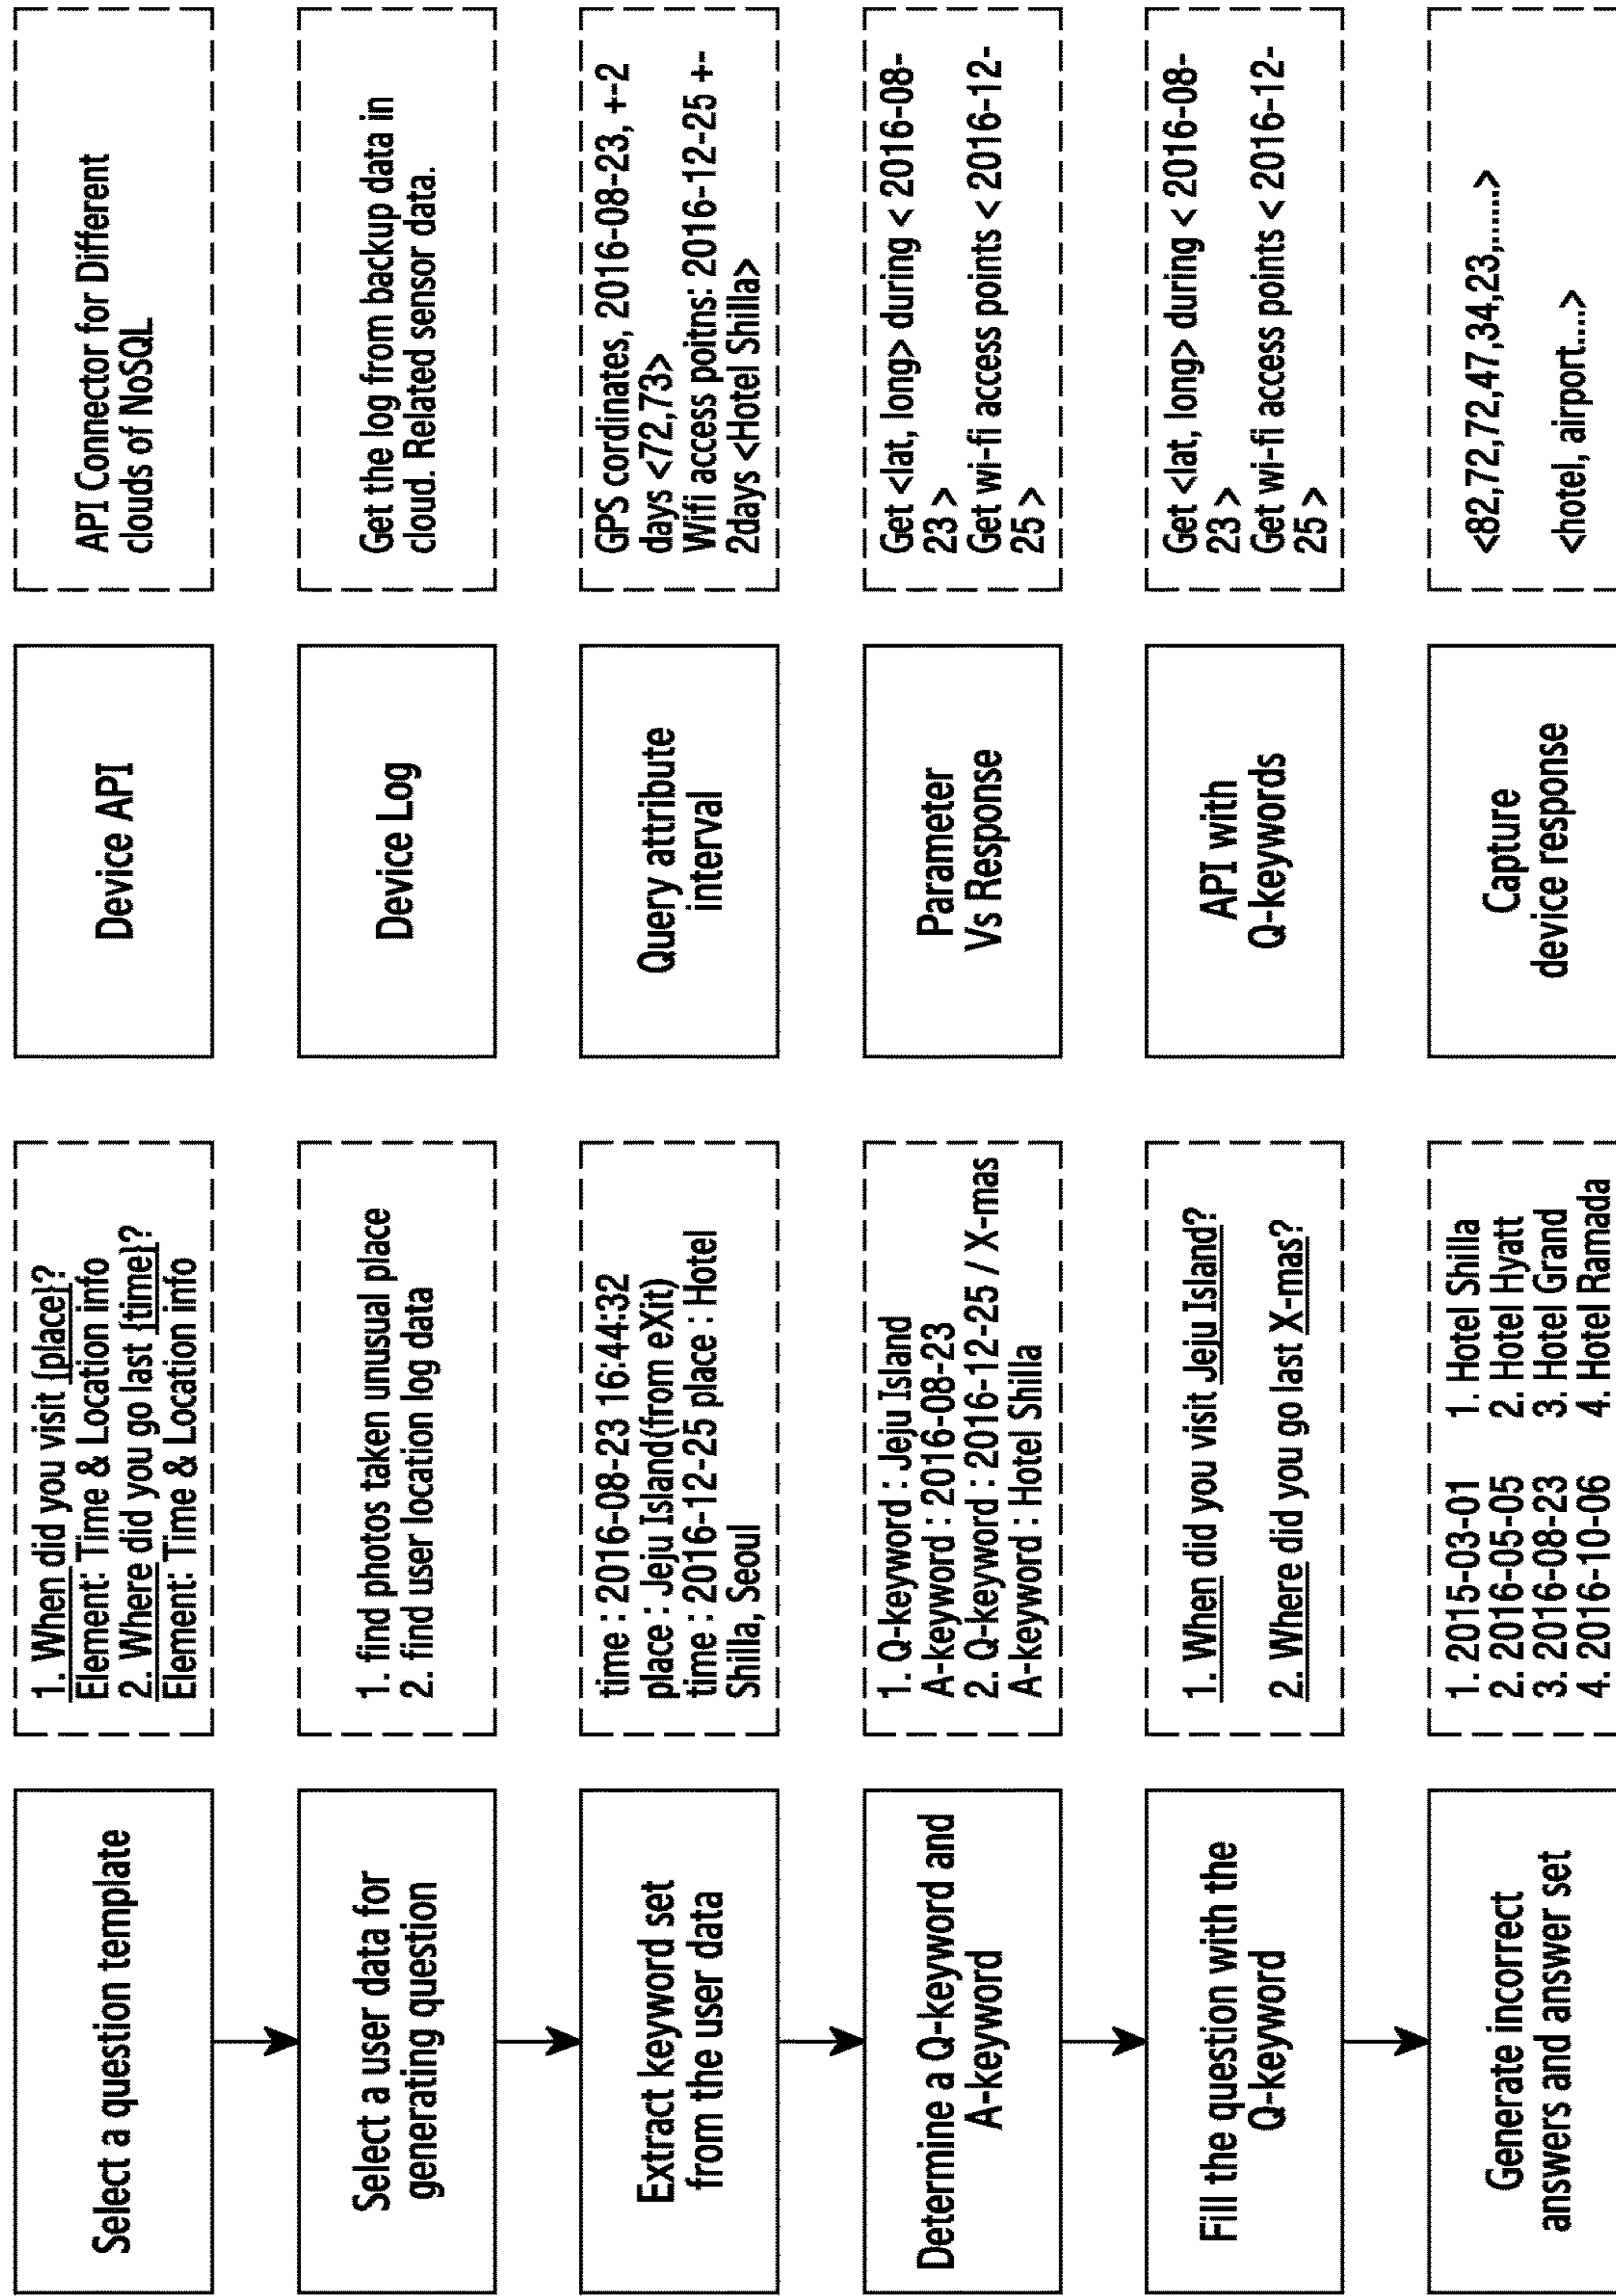 Select a question template
1. When did you visit {place}?
Element: Time & Location info
2. Where did you go last {time}?
Element: Time & Location info
Device API
API Connector for Different
clouds of NoSQL
Select a user data for
generating question
1. find photos taken unusual place
2. find user location log data
Device Log
Get the log from backup data in
cloud. Related sensor data.
Extract keyword set
from the user data
time : 2016-08-23 16:44:32
place : Jeju Island(from eXit)
time : 2016-12-25 place : Hotel
Shilla, Seoul
Query attribute
interval
GPS cordinates, 2016-08-23, +-2
days <72,73>
Wifi access poitns: 2016-12-25 +-
2days <Hotel Shilla>
Determine a Q-keyword and
A-keyword
1. Q-keyword : Jeju Island
A-keyword : 2016-08-23
2. Q-keyword : 2016-12-25 / X-mas
A-keyword : Hotel Shilla
Parameter
Vs Response
Get <lat, long> during < 2016-08-
23 >
Get wi-fi access points < 2016-12-
25 >
Fill the question with the
Q-keyword
1. When did you visit Jeju Island?
2. Where did you go last X-mas?
API with
Q-keywords
Get <lat, long> during < 2016-08-
23 >
Get wi-fi access points < 2016-12-
25 >
Generate incorrect
answers and answer set
1. 2015-03-01 1. Hotel Shilla
2. 2016-05-05 2. Hotel Hyatt
3. 2016-08-23 3. Hotel Grand
4. 2016-10-06 4. Hotel Ramada
Capture
device response
<82,72,72,47,34,23,......>
<hotel, airport....>